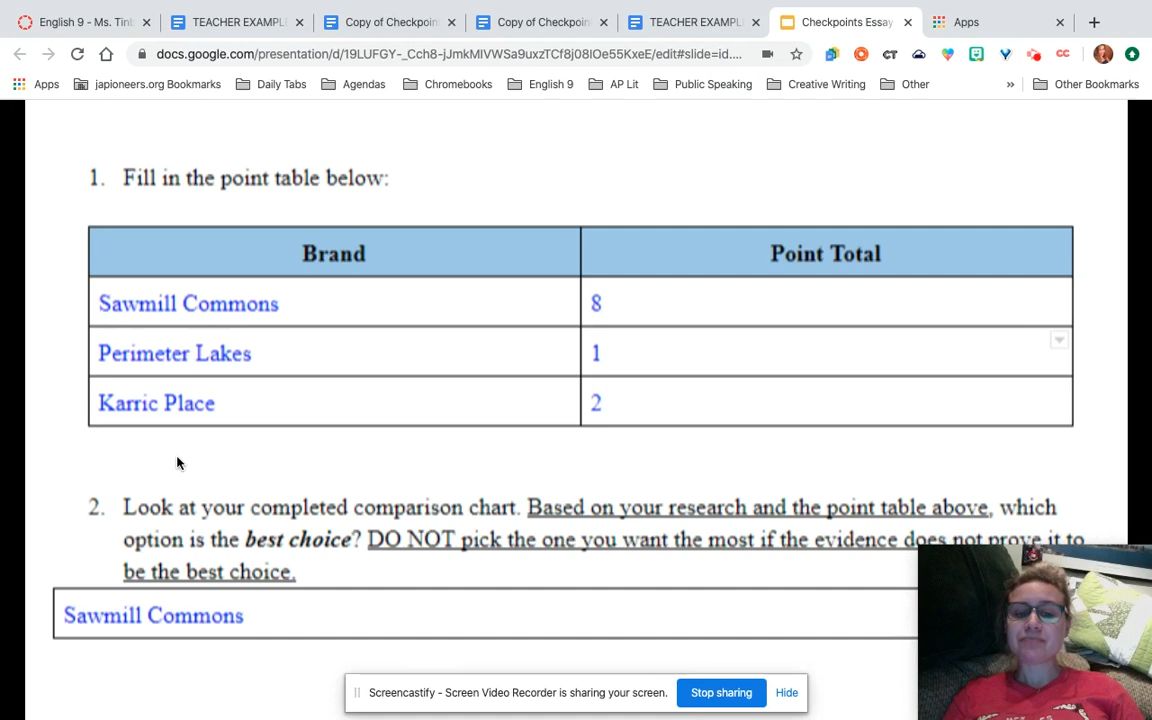 English 9 - Ms. Tinb
TEACHER EXAMPLE
Copy of Checkpoin
Copy of Checkpoin
TEACHER EXAMPL
Checkpoints Essay
Apps
docs.google.com/presentation/d/19LUFGY-_Cch8-jJmkMIVWSa9uxzTCf8j08lOe55KxeE/edit#slide=id....
CT
CC
Apps
japioneers.org Bookmarks
Daily Tabs
Agendas
Chromebooks
English 9
AP Lit
Public Speaking
Creative Writing
Other
»
Other Bookmarks
1. Fill in the point table below:
Brand Point Total
Sawmill Commons 8
Perimeter Lakes 1
Karric Place 2
2. Look at your completed comparison chart. Based on your research and the point table above, which
option is the best choice? DO NOT pick the one you want the most if the evidence does not prove it to
be the best choice.
Sawmill Commons
Screencastify - Screen Video Recorder is sharing your screen.
Stop sharing
Hide